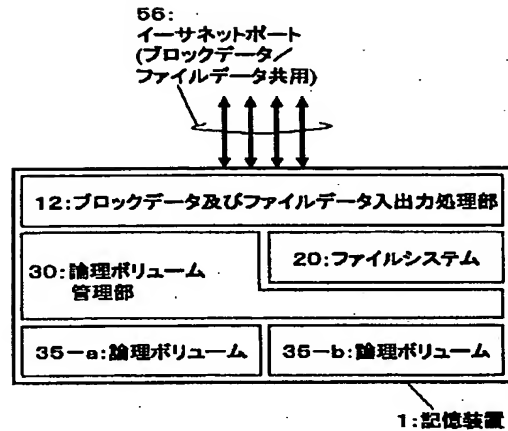 56:
イーサネットポート
(ブロックデータ/
ファイルデータ共用)
12:ブロックデータ及びファイルデータ入出力処理部
30:論理ボリューム
管理部
20:ファイルシステム
35-a:論理ボリューム
35-b:論理ボリューム
1:記憶装置